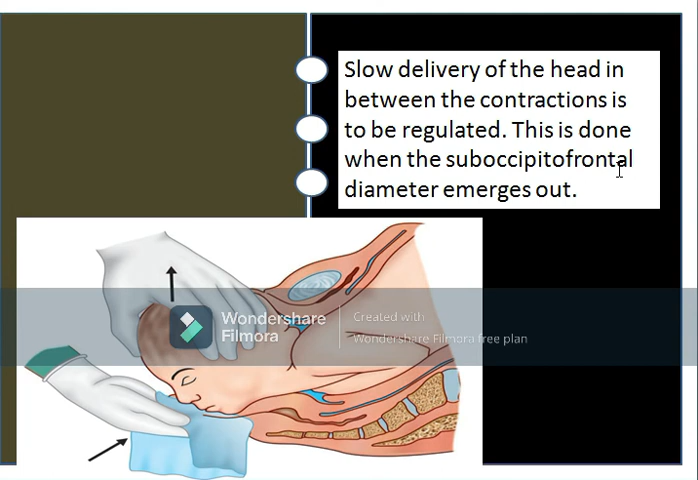 Slow delivery of the head in
between the contractions is
to be regulated. This is done
when the suboccipitofrontal
diameter emerges out.
Wondershare
Filmora
Created with
Wondershare Filmora free plan